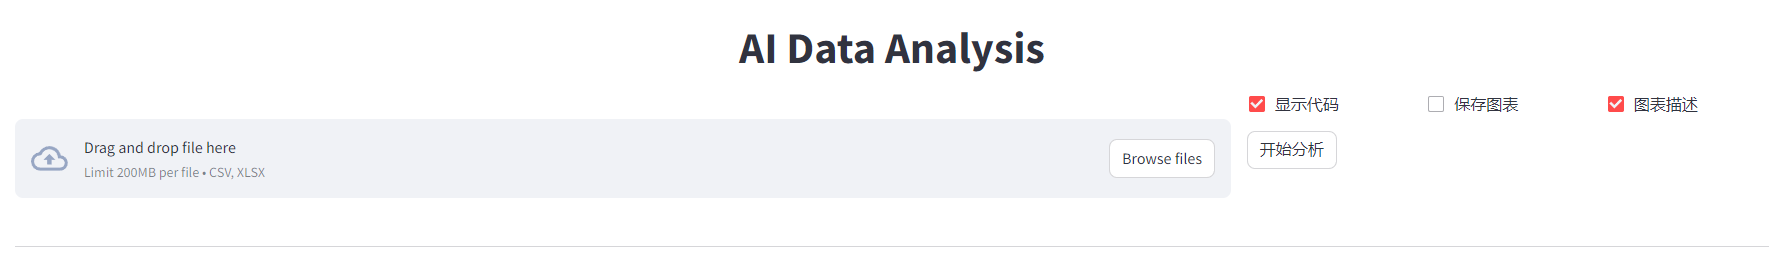 AI Data Analysis
显示代码
保存图表
图表描述
Drag and drop file here
Limit 200MB per file • CSV, XLSX
Browse files
开始分析